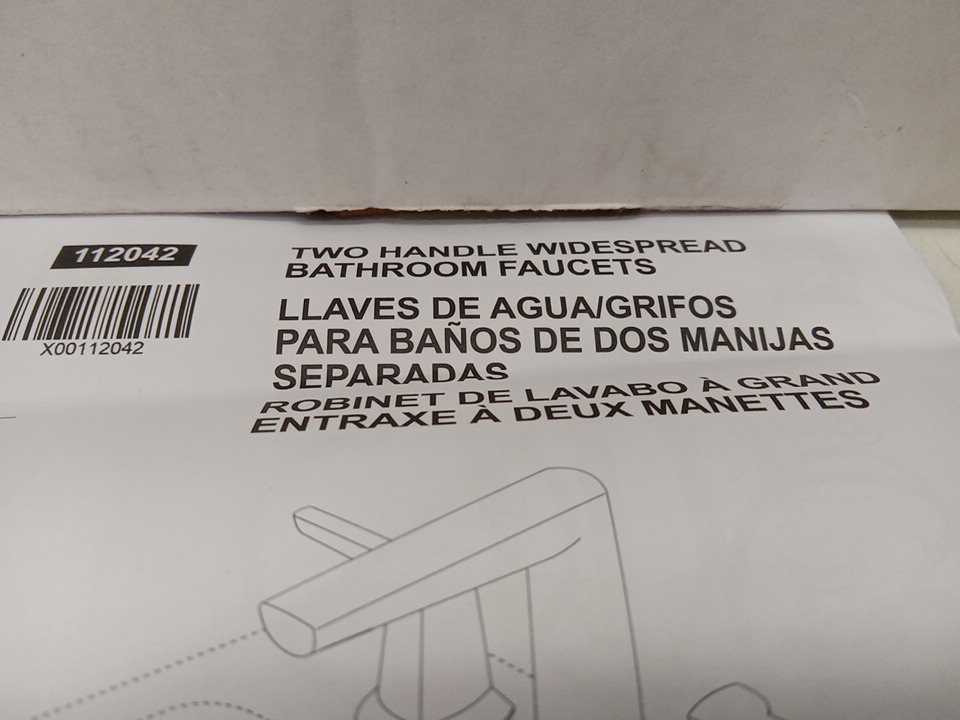 112042
X00112042
TWO HANDLE WIDESPREAD
BATHROOM FAUCETS
LLAVES DE AGUA/GRIFOS
PARA BAÑOS DE DOS MANIJAS
SEPARADAS
ROBINET DE LAVABO À GRAND
ENTRAXE À DEUX MANETTES